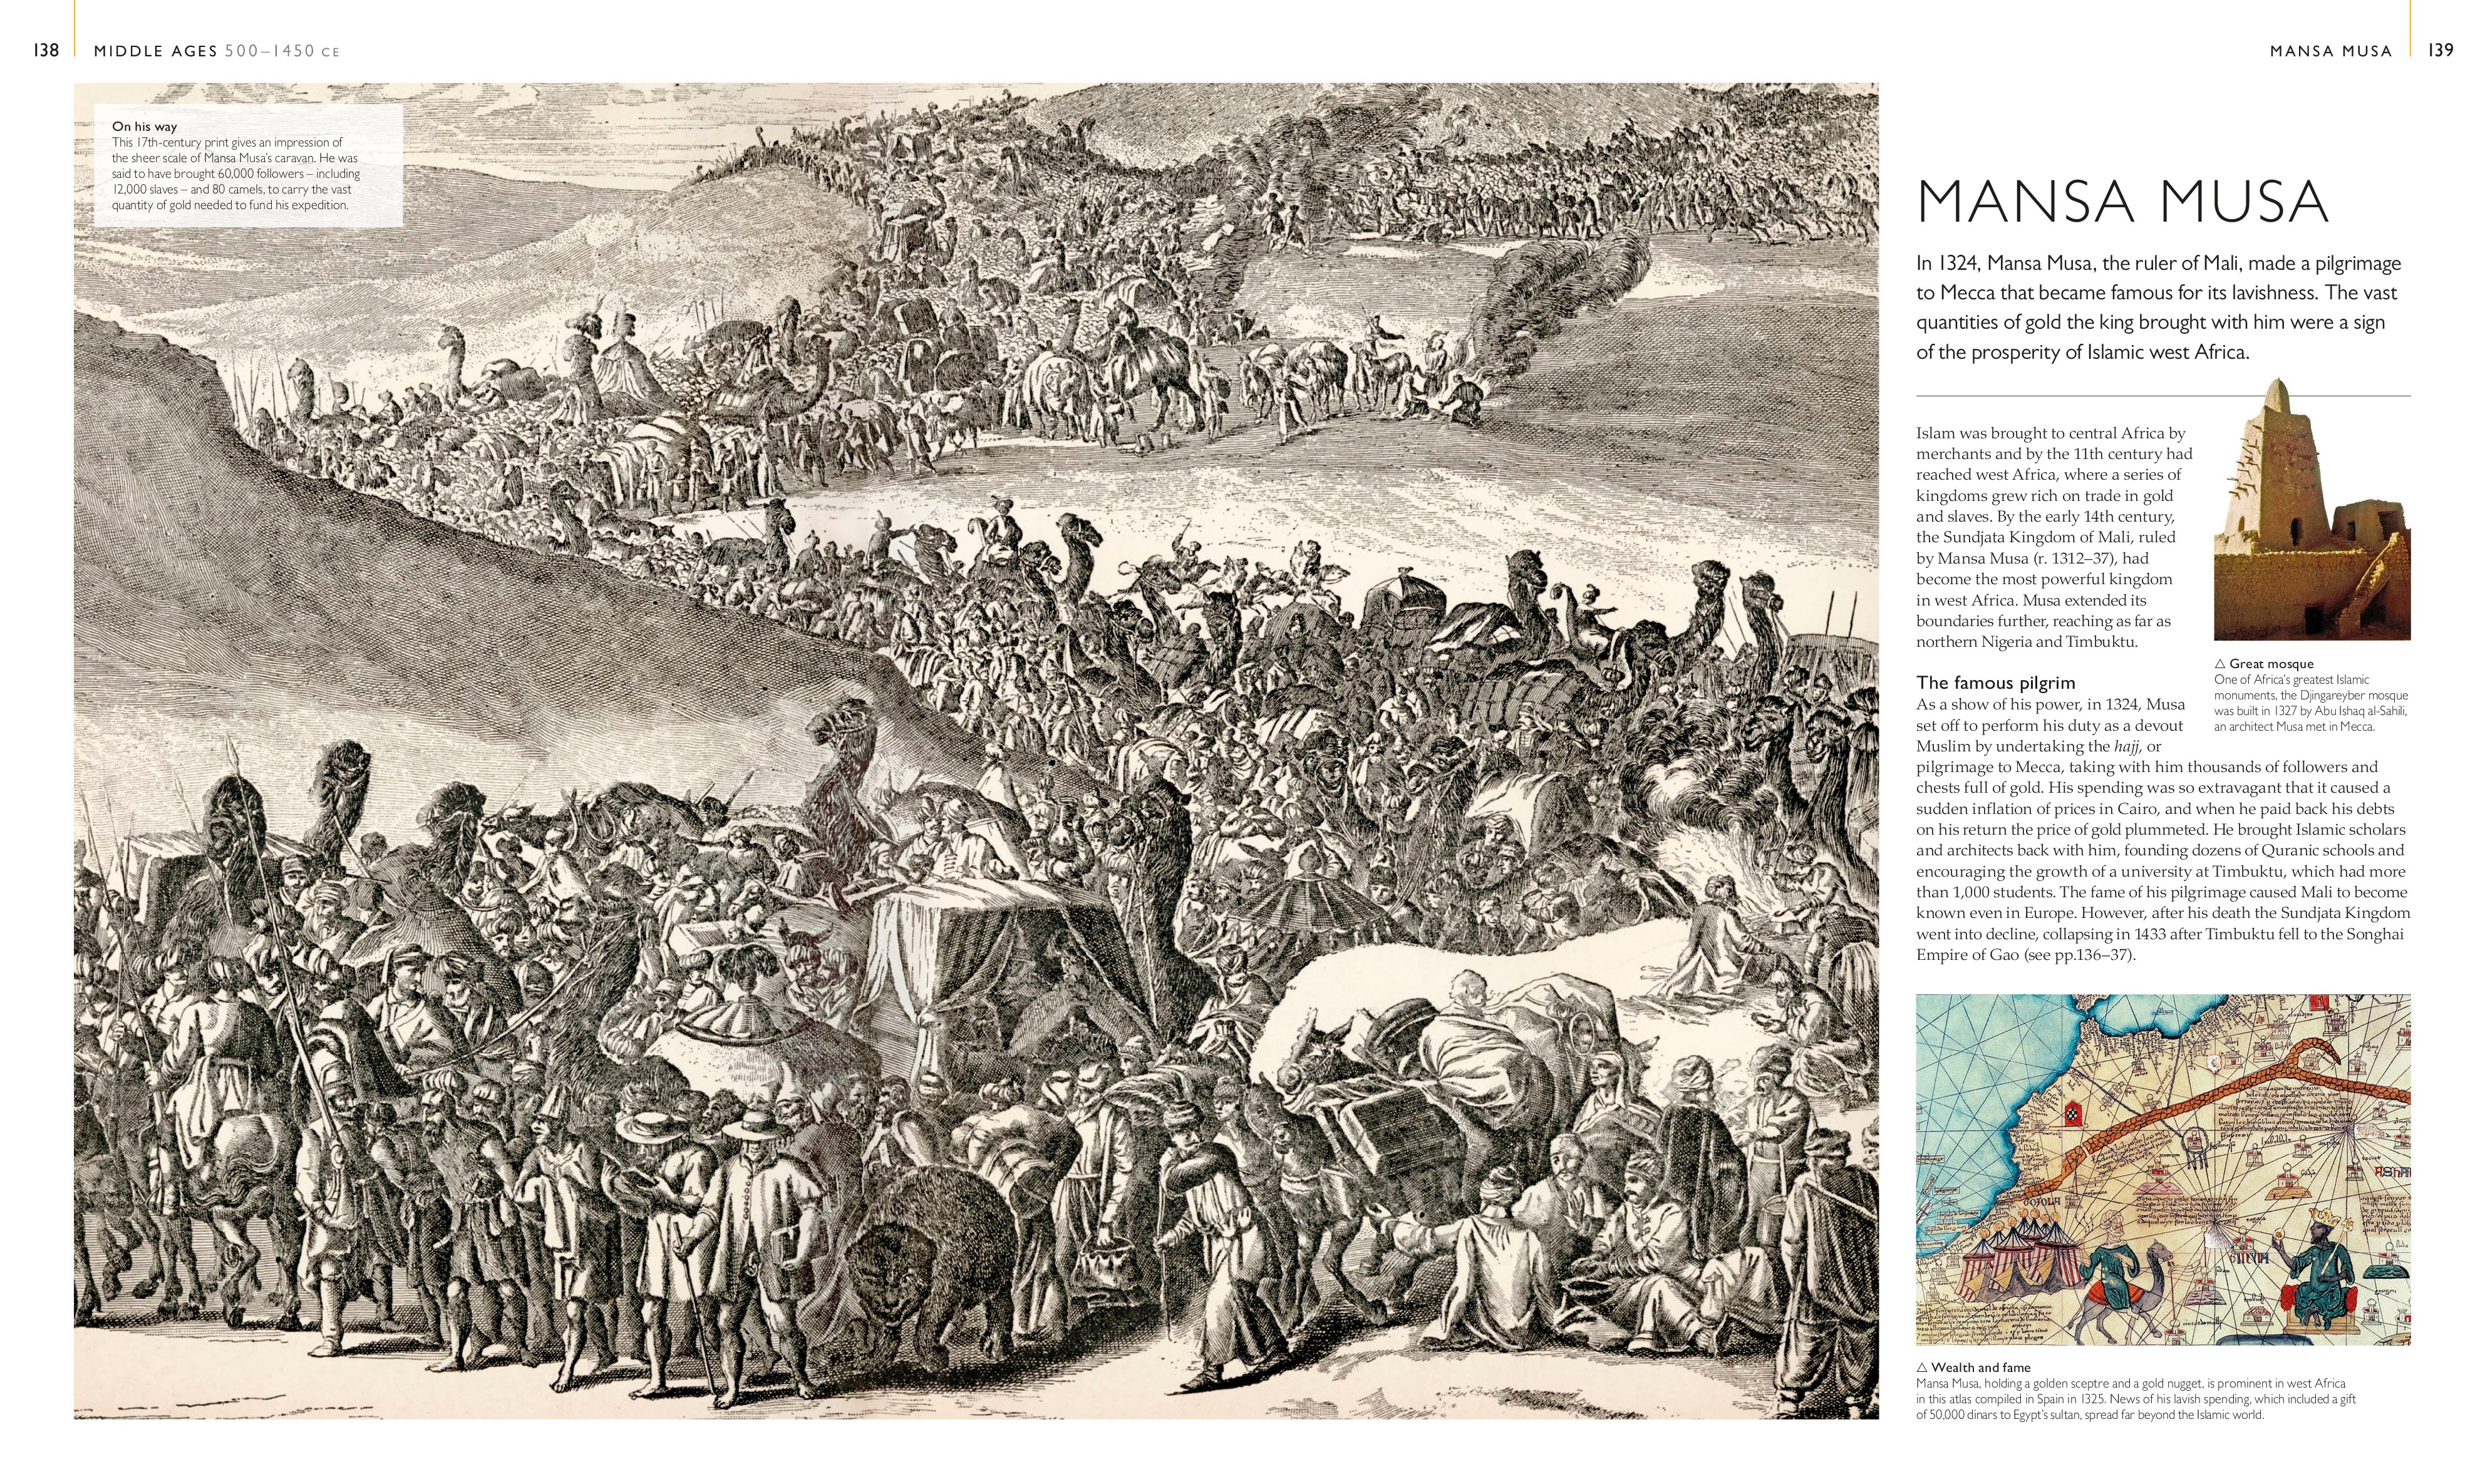 138
MIDDLE AGES 500–1450 CE
MANSA MUSA
139
On his way
This 17th-century print gives an impression of
the sheer scale of Mansa Musa's caravan. He was
said to have brought 60,000 followers – including
12,000 slaves – and 80 camels, to carry the vast
quantity of gold needed to fund his expedition.
MANSA MUSA
In 1324, Mansa Musa, the ruler of Mali, made a pilgrimage
to Mecca that became famous for its lavishness. The vast
quantities of gold the king brought with him were a sign
of the prosperity of Islamic west Africa.
Islam was brought to central Africa by
merchants and by the 11th century had
reached west Africa, where a series of
kingdoms grew rich on trade in gold
and slaves. By the early 14th century,
the Sundjata Kingdom of Mali, ruled
by Mansa Musa (r. 1312–37), had
become the most powerful kingdom
in west Africa. Musa extended its
boundaries further, reaching as far as
northern Nigeria and Timbuktu.
△ Great mosque
One of Africa's greatest Islamic
monuments, the Djingareyber mosque
was built in 1327 by Abu Ishaq al-Sahili,
an architect Musa met in Mecca.
The famous pilgrim
As a show of his power, in 1324, Musa
set off to perform his duty as a devout
Muslim by undertaking the hajj, or
pilgrimage to Mecca, taking with him thousands of followers and
chests full of gold. His spending was so extravagant that it caused a
sudden inflation of prices in Cairo, and when he paid back his debts
on his return the price of gold plummeted. He brought Islamic scholars
and architects back with him, founding dozens of Quranic schools and
encouraging the growth of a university at Timbuktu, which had more
than 1,000 students. The fame of his pilgrimage caused Mali to become
known even in Europe. However, after his death the Sundjata Kingdom
went into decline, collapsing in 1433 after Timbuktu fell to the Songhai
Empire of Gao (see pp.136–37).
△ Wealth and fame
Mansa Musa, holding a golden sceptre and a gold nugget, is prominent in west Africa
in this atlas compiled in Spain in 1325. News of his lavish spending, which included a gift
of 50,000 dinars to Egypt's sultan, spread far beyond the Islamic world.